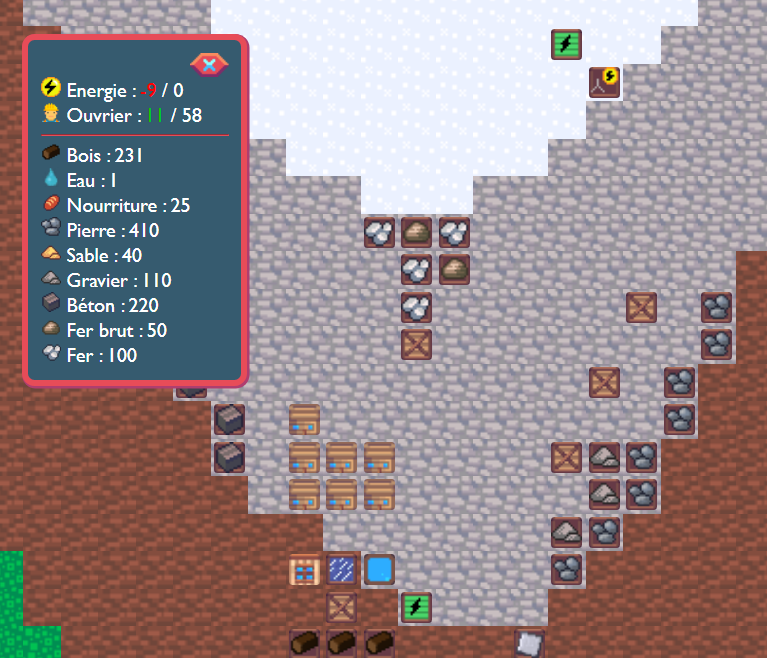 Energie : -9 / 0
Ouvrier : 11 / 58
Bois : 231
Eau : 1
Nourriture : 25
Pierre : 410
Sable : 40
Gravier : 110
Béton : 220
Fer brut : 50
Fer : 100